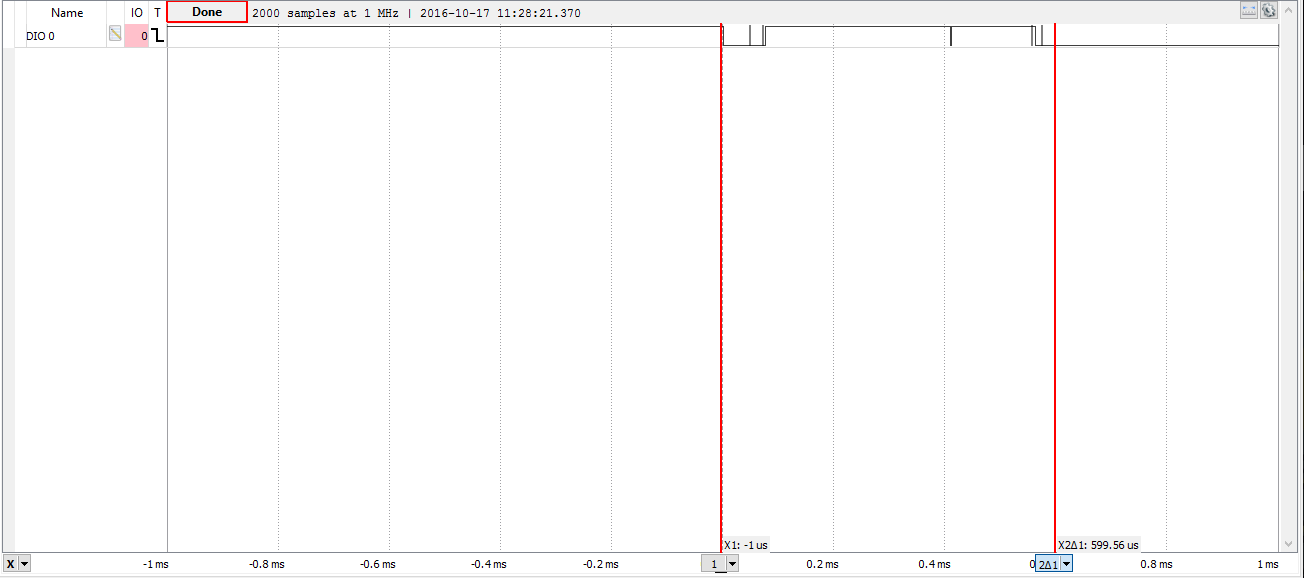 Name IO T Done 2000 samples at 1 MHz | 2016-10-17 11:28:21.370
DIO 0 0
X1: -1 us X2Δ1: 599.56 us
X -1 ms -0.8 ms -0.6 ms -0.4 ms -0.2 ms 1 0.2 ms 0.4 ms 0 2Δ1 0.8 ms 1 ms